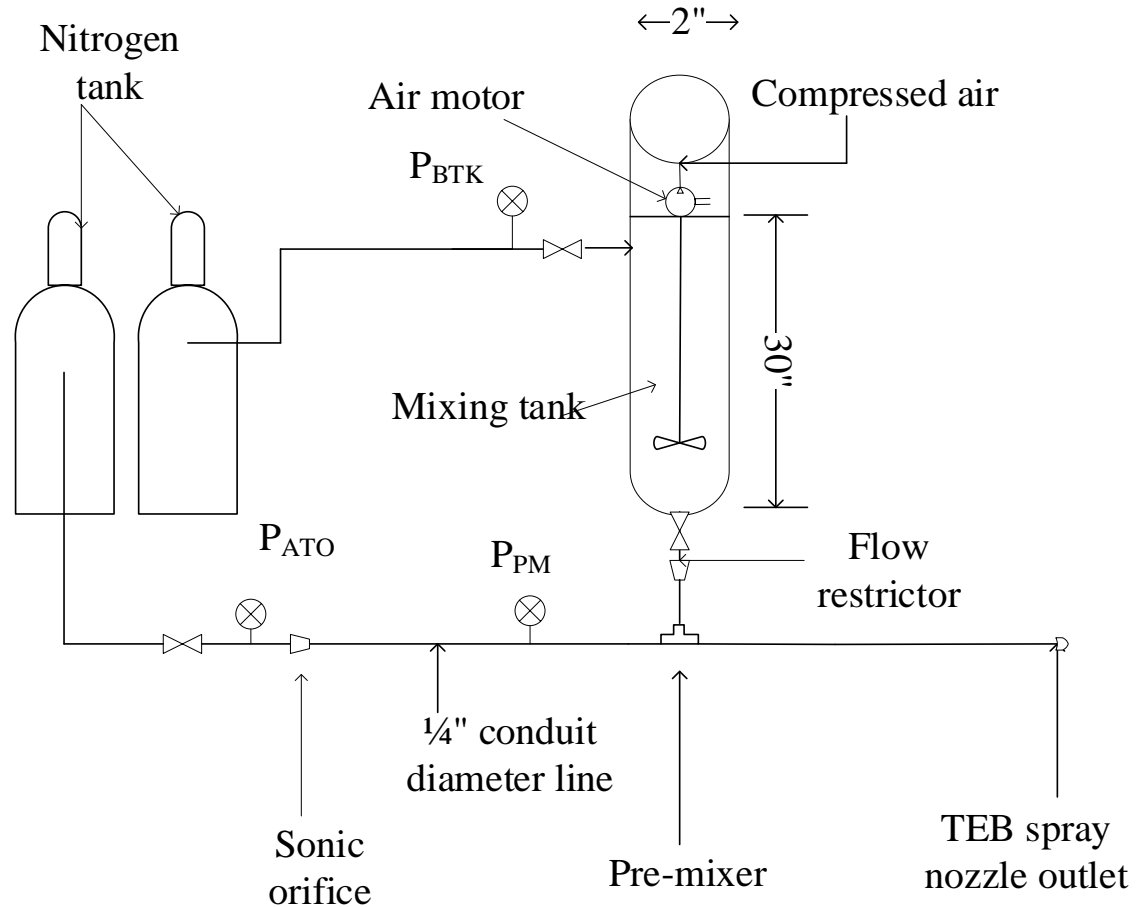 2"
Nitrogen
tank
Air motor
Compressed air
P_BTK
30"
Mixing tank
P_ATO
P_PM
Flow
restrictor
¼" conduit
diameter line
Sonic
orifice
Pre-mixer
TEB spray
nozzle outlet